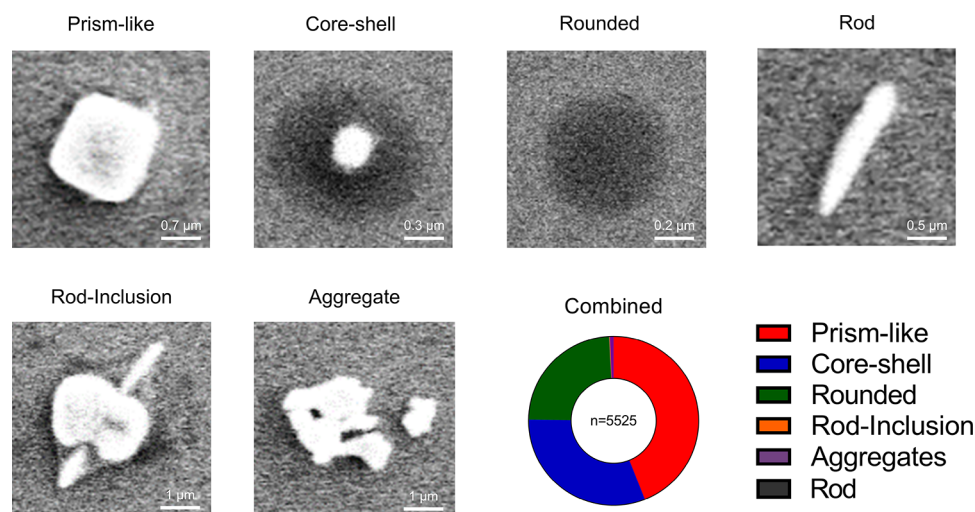 Prism-like
Core-shell
Rounded
Rod
0.7 µm
0.3 µm
0.2 µm
0.5 µm
Rod-Inclusion
Aggregate
Combined
1 µm
1 µm
n=5525
Prism-like
Core-shell
Rounded
Rod-Inclusion
Aggregates
Rod